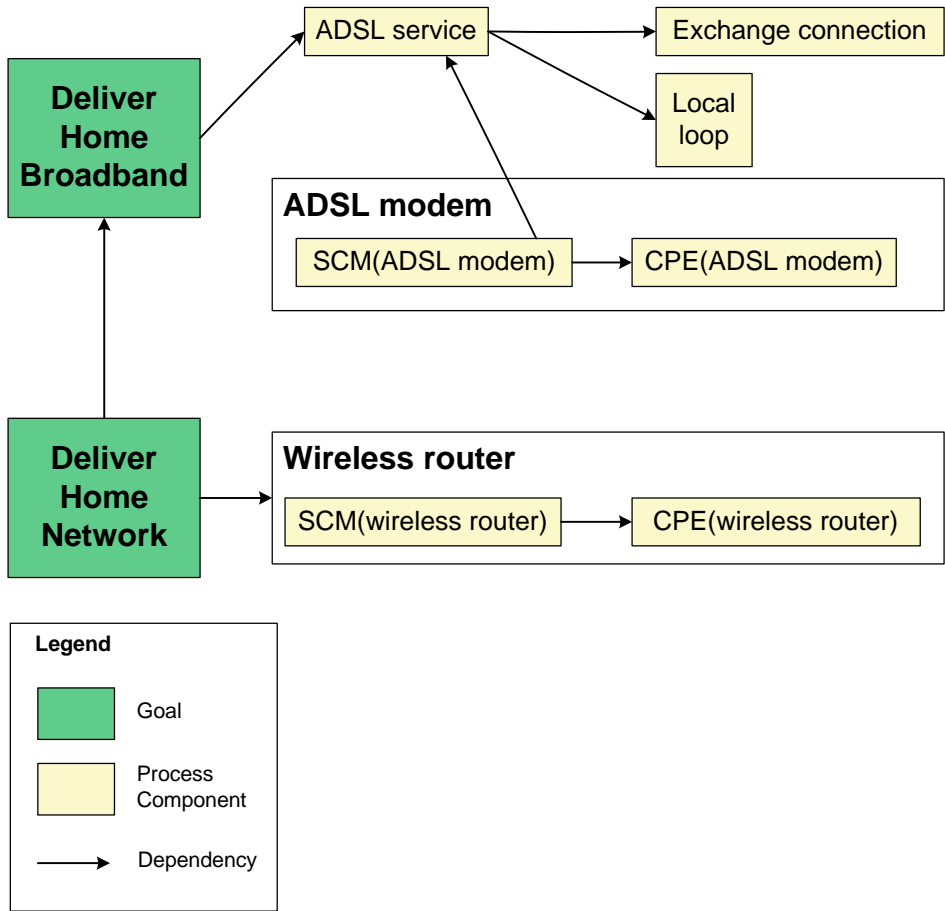 ADSL service
Exchange connection
Deliver
Home
Broadband
Local
loop
ADSL modem
SCM(ADSL modem)
CPE(ADSL modem)
Deliver
Home
Network
Wireless router
SCM(wireless router)
CPE(wireless router)
Legend
Goal
Process
Component
Dependency